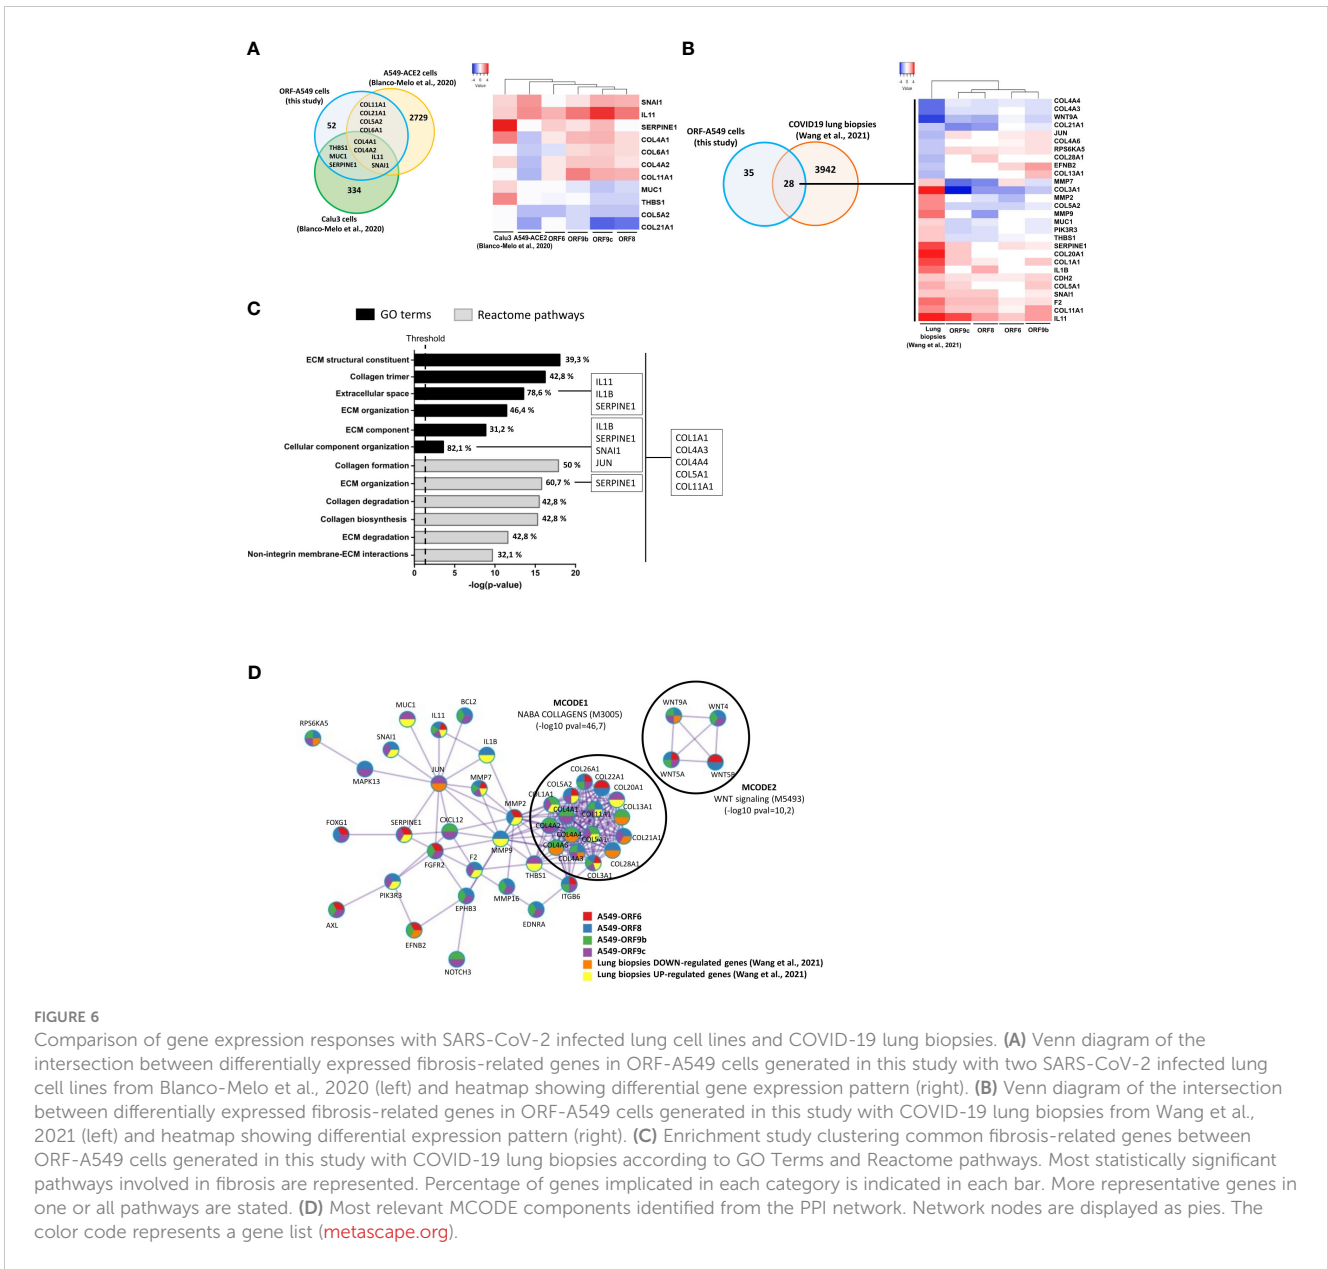 A
ORF-A549 cells
(this study)
A549-ACE2 cells
(Blanco-Melo et al., 2020)
52
2729
COL11A1
COL21A1
COL5A2
COL6A1
COL4A1
COL4A2
IL11
SNAI1
THBS1
MUC1
SERPINE1
334
Calu3 cells
(Blanco-Melo et al., 2020)
Value
SNAI1
IL11
SERPINE1
COL4A1
COL6A1
COL4A2
COL11A1
MUC1
THBS1
COL5A2
COL21A1
Calu3 A549-ACE2 ORF6 ORF9b ORF9c ORF8
(Blanco-Melo et al., 2020)
B
ORF-A549 cells
(this study)
COVID19 lung biopsies
(Wang et al., 2021)
35
28
3942
Value
COL4A4
COL4A3
WNT9A
COL21A1
JUN
COL4A6
RPS6KA5
COL28A1
EFNB2
COL13A1
MMP7
COL3A1
MMP2
COL5A2
MMP9
MUC1
PIK3R3
THBS1
SERPINE1
COL20A1
COL1A1
IL1B
CDH2
COL5A1
SNAI1
F2
COL11A1
IL11
Lung biopsies ORF9c ORF8 ORF6 ORF9b
(Wang et al., 2021)
C
GO terms
Reactome pathways
Threshold
ECM structural constituent 39,3 %
Collagen trimer 42,8 %
Extracellular space 78,6 %
ECM organization 46,4 %
ECM component 31,2 %
Cellular component organization 82,1 %
Collagen formation 50 %
ECM organization 60,7 %
Collagen degradation 42,8 %
Collagen biosynthesis 42,8 %
ECM degradation 42,8 %
Non-integrin membrane-ECM interactions 32,1 %
0 5 10 15 20
-log(p-value)
IL11
IL1B
SERPINE1
IL1B
SERPINE1
SNAI1
JUN
SERPINE1
COL1A1
COL4A3
COL4A4
COL5A1
COL11A1
D
MCODE1
NABA COLLAGENS (M3005)
(-log10 pval=46,7)
MCODE2
WNT signaling (M5493)
(-log10 pval=10,2)
RPS6KA5
MUC1
IL11
BCL2
SNAI1
IL1B
MAPK13
JUN
MMP7
MMP2
FOXG1
SERPINE1
CXCL12
MMP9
FGFR2
F2
THBS1
PIK3R3
EPHB3
MMP16
ITGB6
AXL
EFNB2
EDNRA
NOTCH3
COL26A1
COL5A2
COL22A1
COL1A1
COL20A1
COL4A1
COL11A1
COL13A1
COL4A2
COL4A4
COL5A1
COL21A1
COL4A6
COL4A3
COL28A1
COL3A1
WNT9A
WNT4
WNT5A
WNT5B
A549-ORF6
A549-ORF8
A549-ORF9b
A549-ORF9c
Lung biopsies DOWN-regulated genes (Wang et al., 2021)
Lung biopsies UP-regulated genes (Wang et al., 2021)
FIGURE 6
Comparison of gene expression responses with SARS-CoV-2 infected lung cell lines and COVID-19 lung biopsies. (A) Venn diagram of the
intersection between differentially expressed fibrosis-related genes in ORF-A549 cells generated in this study with two SARS-CoV-2 infected lung
cell lines from Blanco-Melo et al., 2020 (left) and heatmap showing differential gene expression pattern (right). (B) Venn diagram of the intersection
between differentially expressed fibrosis-related genes in ORF-A549 cells generated in this study with COVID-19 lung biopsies from Wang et al.,
2021 (left) and heatmap showing differential expression pattern (right). (C) Enrichment study clustering common fibrosis-related genes between
ORF-A549 cells generated in this study with COVID-19 lung biopsies according to GO Terms and Reactome pathways. Most statistically significant
pathways involved in fibrosis are represented. Percentage of genes implicated in each category is indicated in each bar. More representative genes in
one or all pathways are stated. (D) Most relevant MCODE components identified from the PPI network. Network nodes are displayed as pies. The
color code represents a gene list (metascape.org).